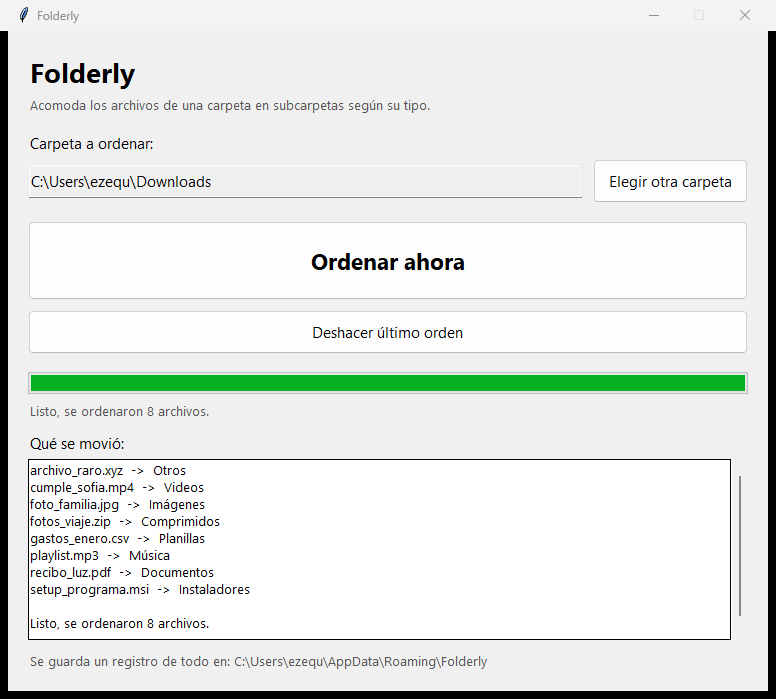 Folderly
Folderly
Acomoda los archivos de una carpeta en subcarpetas según su tipo.
Carpeta a ordenar:
C:\Users\ezequ\Downloads
Elegir otra carpeta
Ordenar ahora
Deshacer último orden
Listo, se ordenaron 8 archivos.
Qué se movió:
archivo_raro.xyz -> Otros
cumple_sofia.mp4 -> Videos
foto_familia.jpg -> Imágenes
fotos_viaje.zip -> Comprimidos
gastos_enero.csv -> Planillas
playlist.mp3 -> Música
recibo_luz.pdf -> Documentos
setup_programa.msi -> Instaladores
Listo, se ordenaron 8 archivos.
Se guarda un registro de todo en: C:\Users\ezequ\AppData\Roaming\Folderly